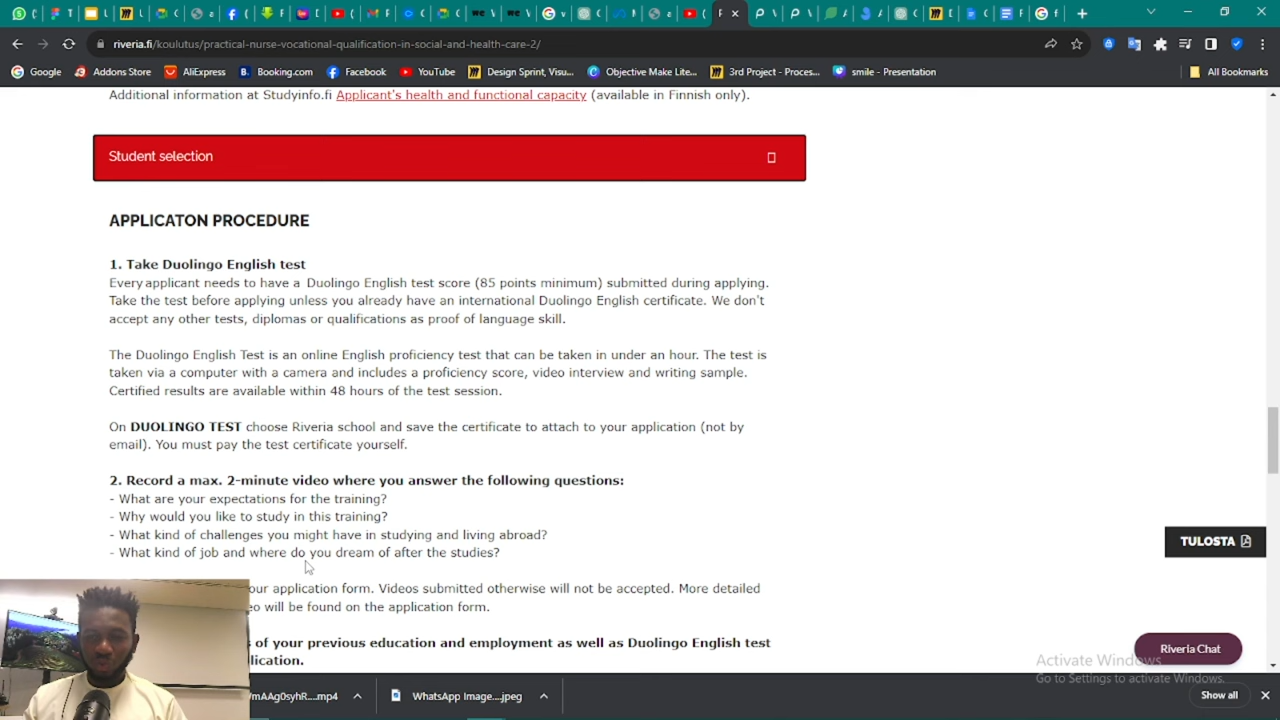 riveria.fi/koulutus/practical-nurse-vocational-qualification-in-social-and-health-care-2/
Google Addons Store AliExpress Booking.com Facebook YouTube Design Sprint, Visu... Objective Make Lite... 3rd Project - Proces... smile - Presentation All Bookmarks
Additional information at Studyinfo.fi Applicant's health and functional capacity (available in Finnish only).
Student selection
APPLICATON PROCEDURE
1. Take Duolingo English test
Every applicant needs to have a Duolingo English test score (85 points minimum) submitted during applying.
Take the test before applying unless you already have an international Duolingo English certificate. We don't
accept any other tests, diplomas or qualifications as proof of language skill.
The Duolingo English Test is an online English proficiency test that can be taken in under an hour. The test is
taken via a computer with a camera and includes a proficiency score, video interview and writing sample.
Certified results are available within 48 hours of the test session.
On DUOLINGO TEST choose Riveria school and save the certificate to attach to your application (not by
email). You must pay the test certificate yourself.
2. Record a max. 2-minute video where you answer the following questions:
- What are your expectations for the training?
- Why would you like to study in this training?
- What kind of challenges you might have in studying and living abroad?
- What kind of job and where do you dream of after the studies?
TULOSTA
our application form. Videos submitted otherwise will not be accepted. More detailed
eo will be found on the application form.
s of your previous education and employment as well as Duolingo English test
lication.
Riveria Chat
Activate Windows
Go to Settings to activate Windows.
mAAg0syhR....mp4 WhatsApp Image....jpeg Show all